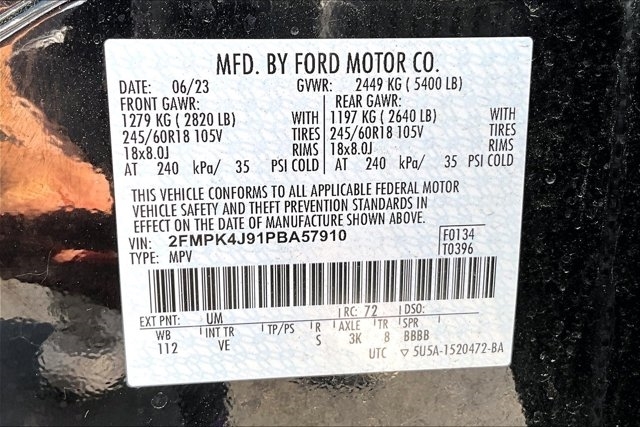 MFD. BY FORD MOTOR CO.
DATE: 06/23 GVWR: 2449 KG ( 5400 LB)
FRONT GAWR: REAR GAWR:
1279 KG ( 2820 LB) WITH 1197 KG ( 2640 LB) WITH
245/60R18 105V TIRES 245/60R18 105V TIRES
18x8.0J RIMS 18x8.0J RIMS
AT 240 kPa/ 35 PSI COLD AT 240 kPa/ 35 PSI COLD
THIS VEHICLE CONFORMS TO ALL APPLICABLE FEDERAL MOTOR
VEHICLE SAFETY AND THEFT PREVENTION STANDARDS IN
EFFECT ON THE DATE OF MANUFACTURE SHOWN ABOVE.
VIN: 2FMPK4J91PBA57910 F0134
TYPE: MPV T0396
EXT PNT: UM RC: 72 DSO:
WB INT TR TP/PS R AXLE TR SPR
112 VE S 3K 8 BBBB
UTC ▽ 5U5A-1520472-BA